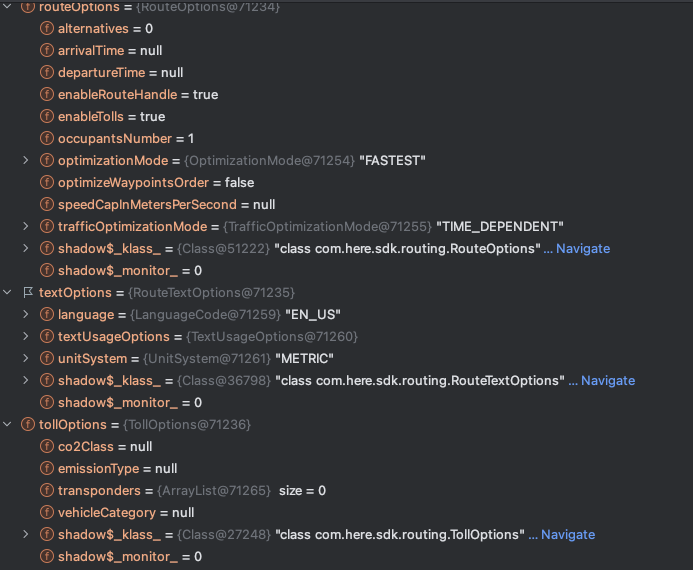 routeOptions = {RouteOptions@71234}
alternatives = 0
arrivalTime = null
departureTime = null
enableRouteHandle = true
enableTolls = true
occupantsNumber = 1
optimizationMode = {OptimizationMode@71254} "FASTEST"
optimizeWaypointsOrder = false
speedCapInMetersPerSecond = null
trafficOptimizationMode = {TrafficOptimizationMode@71255} "TIME_DEPENDENT"
shadow$_klass_ = {Class@51222} "class com.here.sdk.routing.RouteOptions" ... Navigate
shadow$_monitor_ = 0
textOptions = {RouteTextOptions@71235}
language = {LanguageCode@71259} "EN_US"
textUsageOptions = {TextUsageOptions@71260}
unitSystem = {UnitSystem@71261} "METRIC"
shadow$_klass_ = {Class@36798} "class com.here.sdk.routing.RouteTextOptions" ... Navigate
shadow$_monitor_ = 0
tollOptions = {TollOptions@71236}
co2Class = null
emissionType = null
transponders = {ArrayList@71265} size = 0
vehicleCategory = null
shadow$_klass_ = {Class@27248} "class com.here.sdk.routing.TollOptions" ... Navigate
shadow$_monitor_ = 0